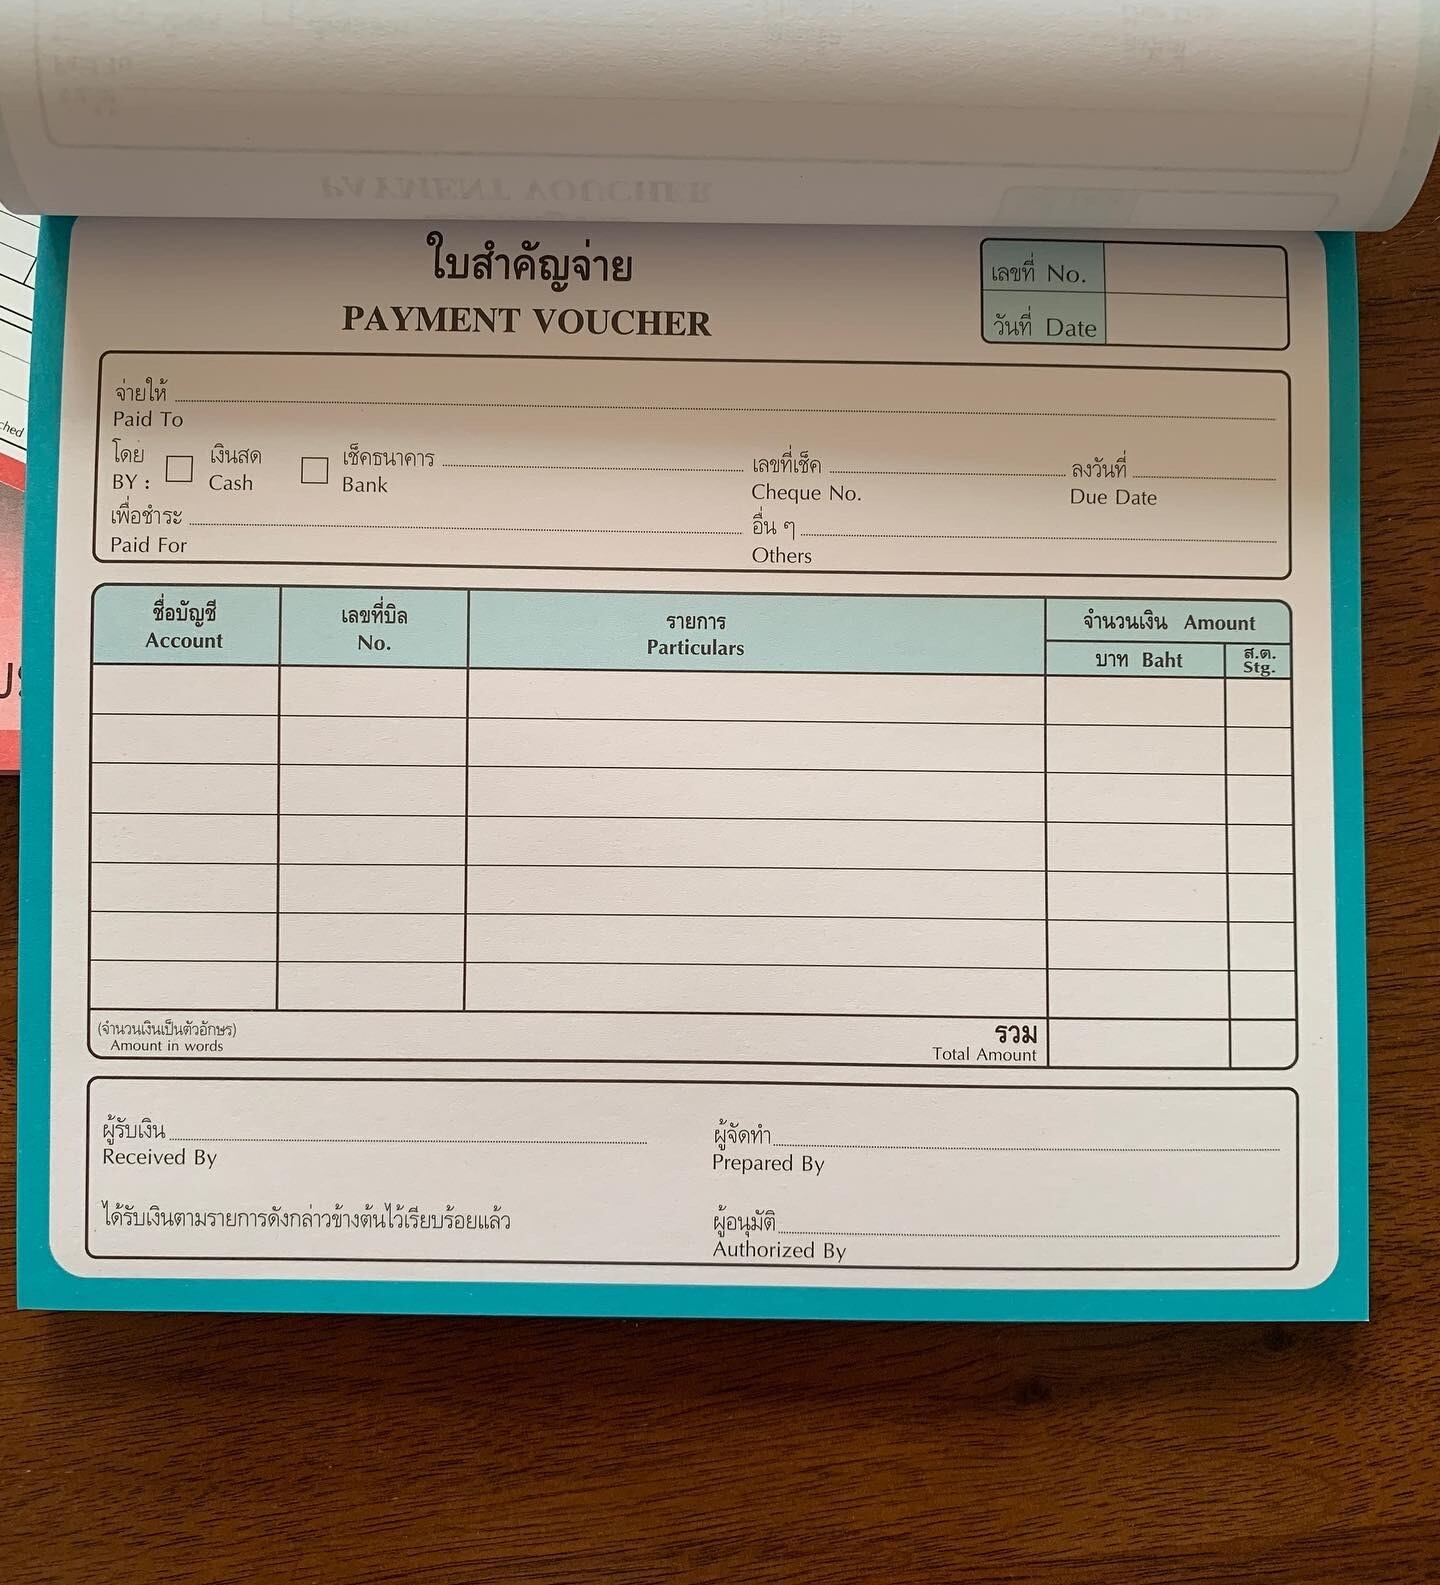 ใบสำคัญจ่าย
PAYMENT VOUCHER
เลขที่ No.
วันที่ Date
จ่ายให้
Paid To
โดย เงินสด เช็คธนาคาร เลขที่เช็ค ลงวันที่
BY : Cash Bank Cheque No. Due Date
เพื่อชำระ อื่น ๆ
Paid For Others
ชื่อบัญชี เลขที่บิล รายการ จำนวนเงิน Amount
Account No. Particulars บาท Baht ส.ต.
Stg.
(จำนวนเงินเป็นตัวอักษร) รวม
Amount in words Total Amount
ผู้รับเงิน ผู้จัดทำ
Received By Prepared By
ได้รับเงินตามรายการดังกล่าวข้างต้นไว้เรียบร้อยแล้ว ผู้อนุมัติ
Authorized By